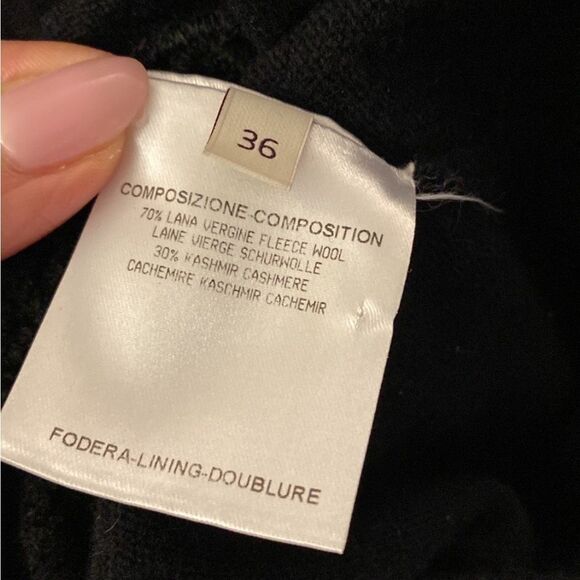 36
COMPOSIZIONE-COMPOSITION
70% LANA VERGINE FLEECE WOOL
LAINE VIERGE SCHURWOLLE
30% KASHMIR CASHMERE
CACHEMIRE KASCHMIR CACHEMIR
FODERA-LINING-DOUBLURE